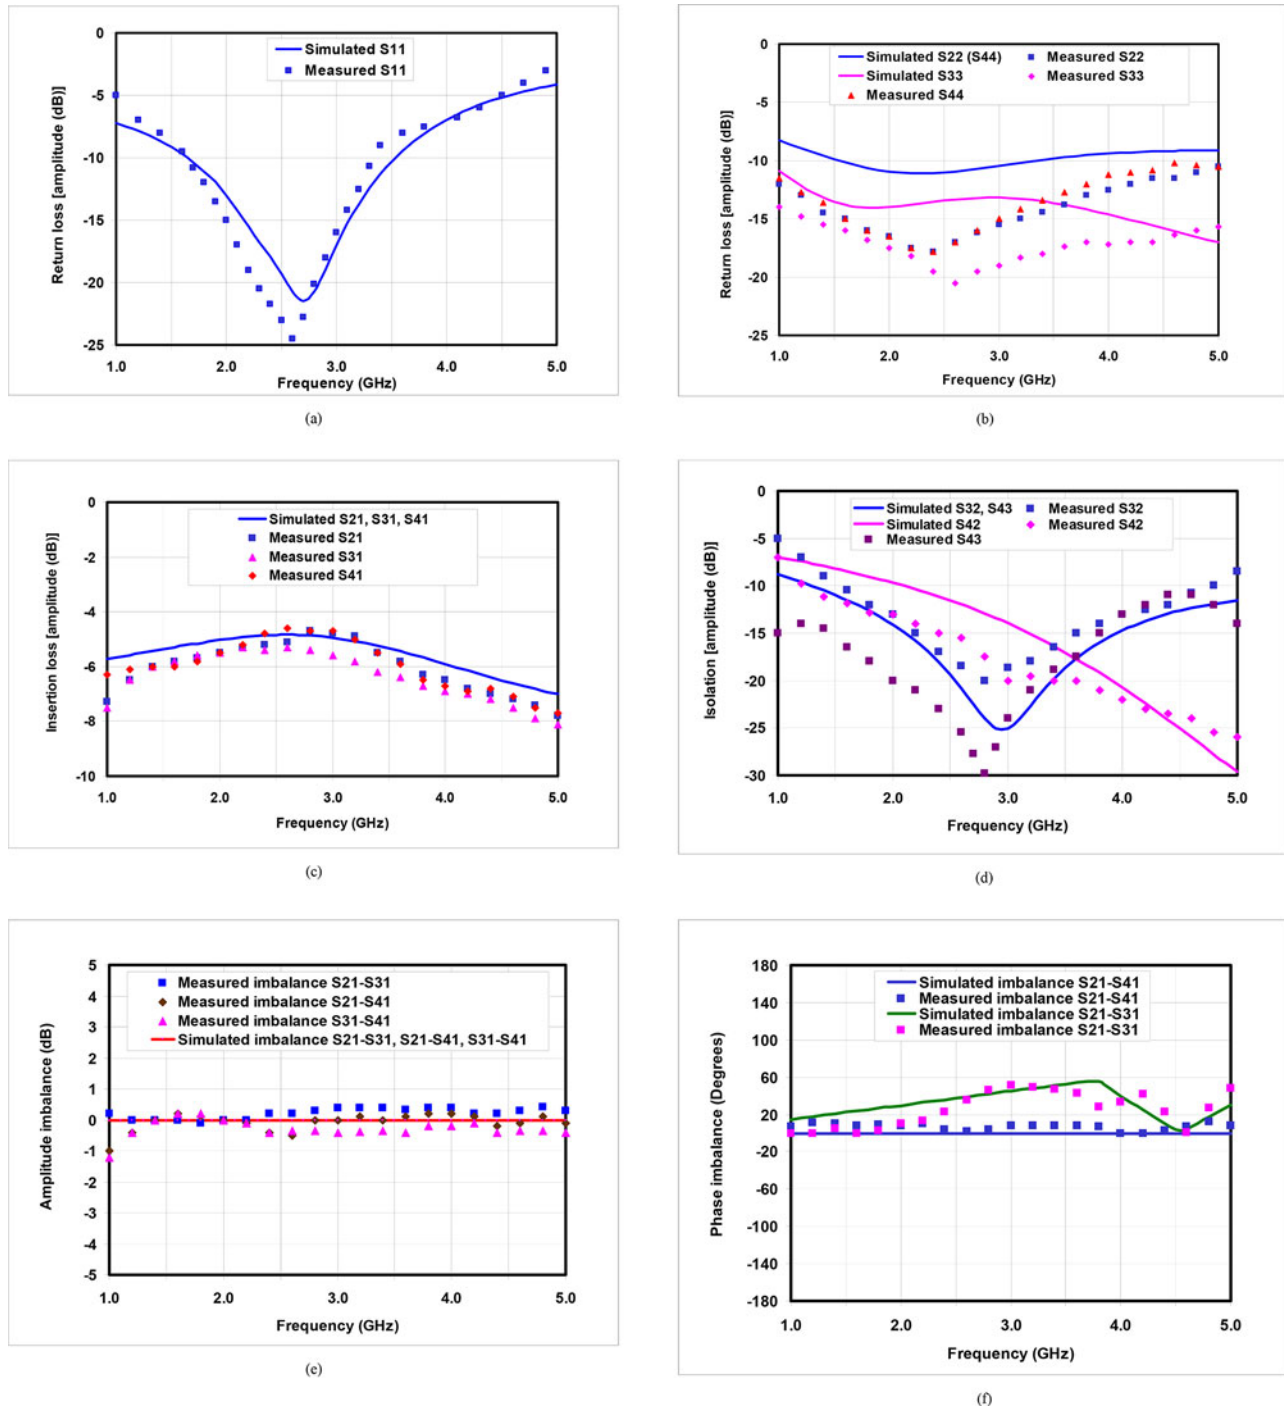 0
-5
-10
-15
-20
-25
Return loss [amplitude (dB)]
Simulated S11
Measured S11
1.0 2.0 3.0 4.0 5.0
Frequency (GHz)
(a)
0
-5
-10
-15
-20
-25
Return loss [amplitude (dB)]
Simulated S22 (S44) Measured S22
Simulated S33 Measured S33
Measured S44
1.0 2.0 3.0 4.0 5.0
Frequency (GHz)
(b)
0
-2
-4
-6
-8
-10
Insertion loss [amplitude (dB)]
Simulated S21, S31, S41
Measured S21
Measured S31
Measured S41
1.0 2.0 3.0 4.0 5.0
Frequency (GHz)
(c)
0
-5
-10
-15
-20
-25
-30
Isolation [amplitude (dB)]
Simulated S32, S43 Measured S32
Simulated S42 Measured S42
Measured S43
1.0 2.0 3.0 4.0 5.0
Frequency (GHz)
(d)
5
4
3
2
1
0
-1
-2
-3
-4
-5
Amplitude imbalance (dB)
Measured imbalance S21-S31
Measured imbalance S21-S41
Measured imbalance S31-S41
Simulated imbalance S21-S31, S21-S41, S31-S41
1.0 2.0 3.0 4.0 5.0
Frequency (GHz)
(e)
180
140
100
60
20
-20
-60
-100
-140
-180
Phase imbalance (Degrees)
Simulated imbalance S21-S41
Measured imbalance S21-S41
Simulated imbalance S21-S31
Measured imbalance S21-S31
1.0 2.0 3.0 4.0 5.0
Frequency (GHz)
(f)